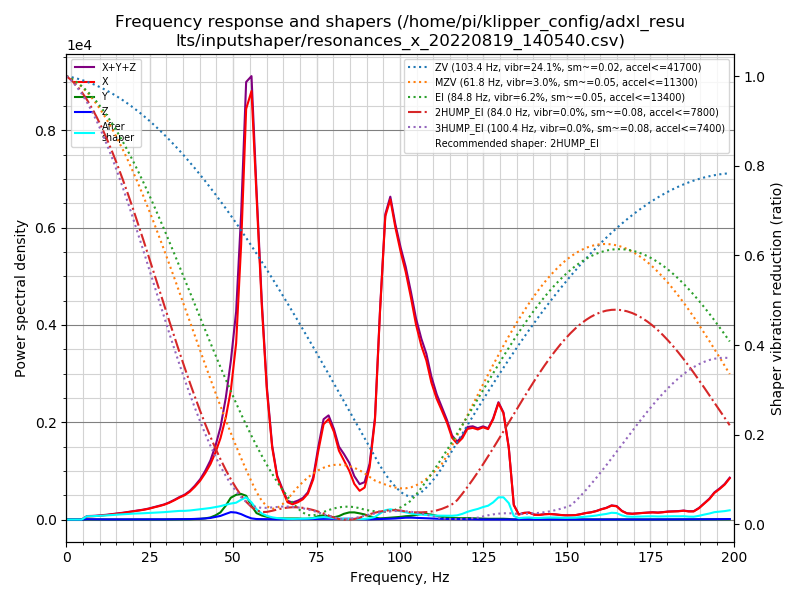 Frequency response and shapers (/home/pi/klipper_config/adxl_resu
lts/inputshaper/resonances_x_20220819_140540.csv)
1e4
X+Y+Z
X
Y
Z
After
shaper
ZV (103.4 Hz, vibr=24.1%, sm~=0.02, accel<=41700)
MZV (61.8 Hz, vibr=3.0%, sm~=0.05, accel<=11300)
EI (84.8 Hz, vibr=6.2%, sm~=0.05, accel<=13400)
2HUMP_EI (84.0 Hz, vibr=0.0%, sm~=0.08, accel<=7800)
3HUMP_EI (100.4 Hz, vibr=0.0%, sm~=0.08, accel<=7400)
Recommended shaper: 2HUMP_EI
Power spectral density
0.8
0.6
0.4
0.2
0.0
1.0
0.8
0.6
0.4
0.2
0.0
Shaper vibration reduction (ratio)
0 25 50 75 100 125 150 175 200
Frequency, Hz